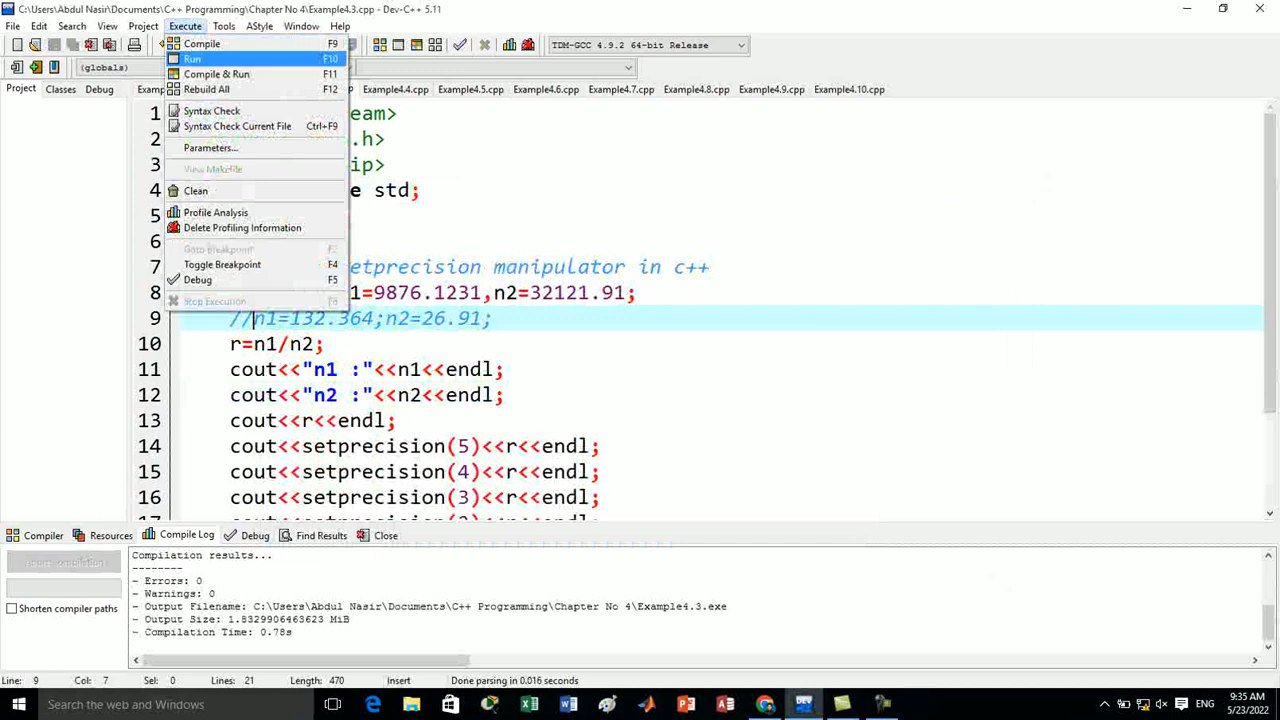 C:\Users\Abdul Nasir\Documents\C++ Programming\Chapter No 4\Example4.3.cpp - Dev-C++ 5.11
File Edit Search View Project Execute Tools AStyle Window Help
TDM-GCC 4.9.2 64-bit Release
(globals)
Project Classes Debug Examp Example4.4.cpp Example4.5.cpp Example4.6.cpp Example4.7.cpp Example4.8.cpp Example4.9.cpp Example4.10.cpp
Compile F9
Run F10
Compile & Run F11
Rebuild All F12
Syntax Check
Syntax Check Current File Ctrl+F9
Parameters...
View Makefile
Clean
Profile Analysis
Delete Profiling Information
Goto Breakpoint F2
Toggle Breakpoint F4
Debug F5
Stop Execution F6
1 eam>
2 .h>
3 ip>
4 e std;
5
6
7 etprecision manipulator in c++
8 1=9876.1231,n2=32121.91;
9 //n1=132.364;n2=26.91;
10 r=n1/n2;
11 cout<<"n1 :"<<n1<<endl;
12 cout<<"n2 :"<<n2<<endl;
13 cout<<r<<endl;
14 cout<<setprecision(5)<<r<<endl;
15 cout<<setprecision(4)<<r<<endl;
16 cout<<setprecision(3)<<r<<endl;
Compiler Resources Compile Log Debug Find Results Close
Shorten compiler paths
Compilation results...
--------
- Errors: 0
- Warnings: 0
- Output Filename: C:\Users\Abdul Nasir\Documents\C++ Programming\Chapter No 4\Example4.3.exe
- Output Size: 1.8329906463623 MiB
- Compilation Time: 0.78s
Line: 9 Col: 7 Sel: 0 Lines: 21 Length: 470 Insert Done parsing in 0.016 seconds
Search the web and Windows
DEV
ENG
9:35 AM
5/23/2022